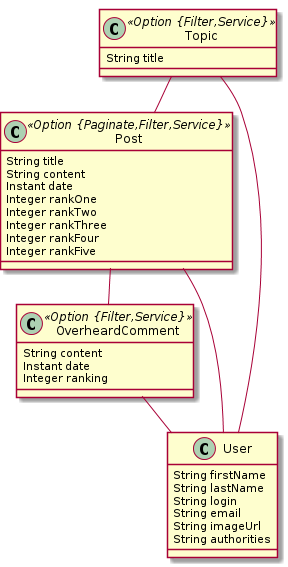 C «Option {Filter,Service}»
Topic
String title
C «Option {Paginate,Filter,Service}»
Post
String title
String content
Instant date
Integer rankOne
Integer rankTwo
Integer rankThree
Integer rankFour
Integer rankFive
C «Option {Filter,Service}»
OverheardComment
String content
Instant date
Integer ranking
C User
String firstName
String lastName
String login
String email
String imageUrl
String authorities